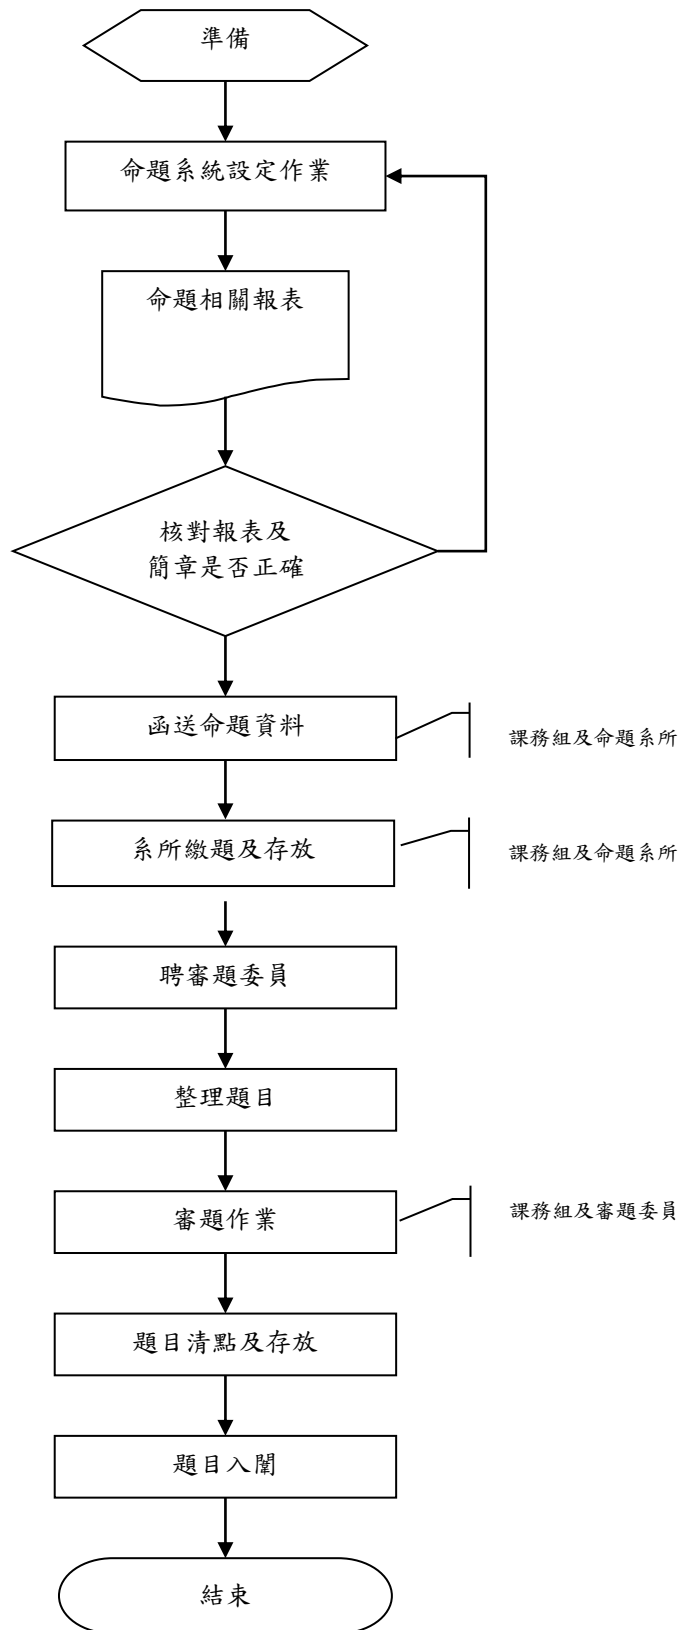 準備
命題系統設定作業
命題相關報表
核對報表及
簡章是否正確
函送命題資料
課務組及命題系所
系所繳題及存放
課務組及命題系所
聘審題委員
整理題目
審題作業
課務組及審題委員
題目清點及存放
題目入闈
結束